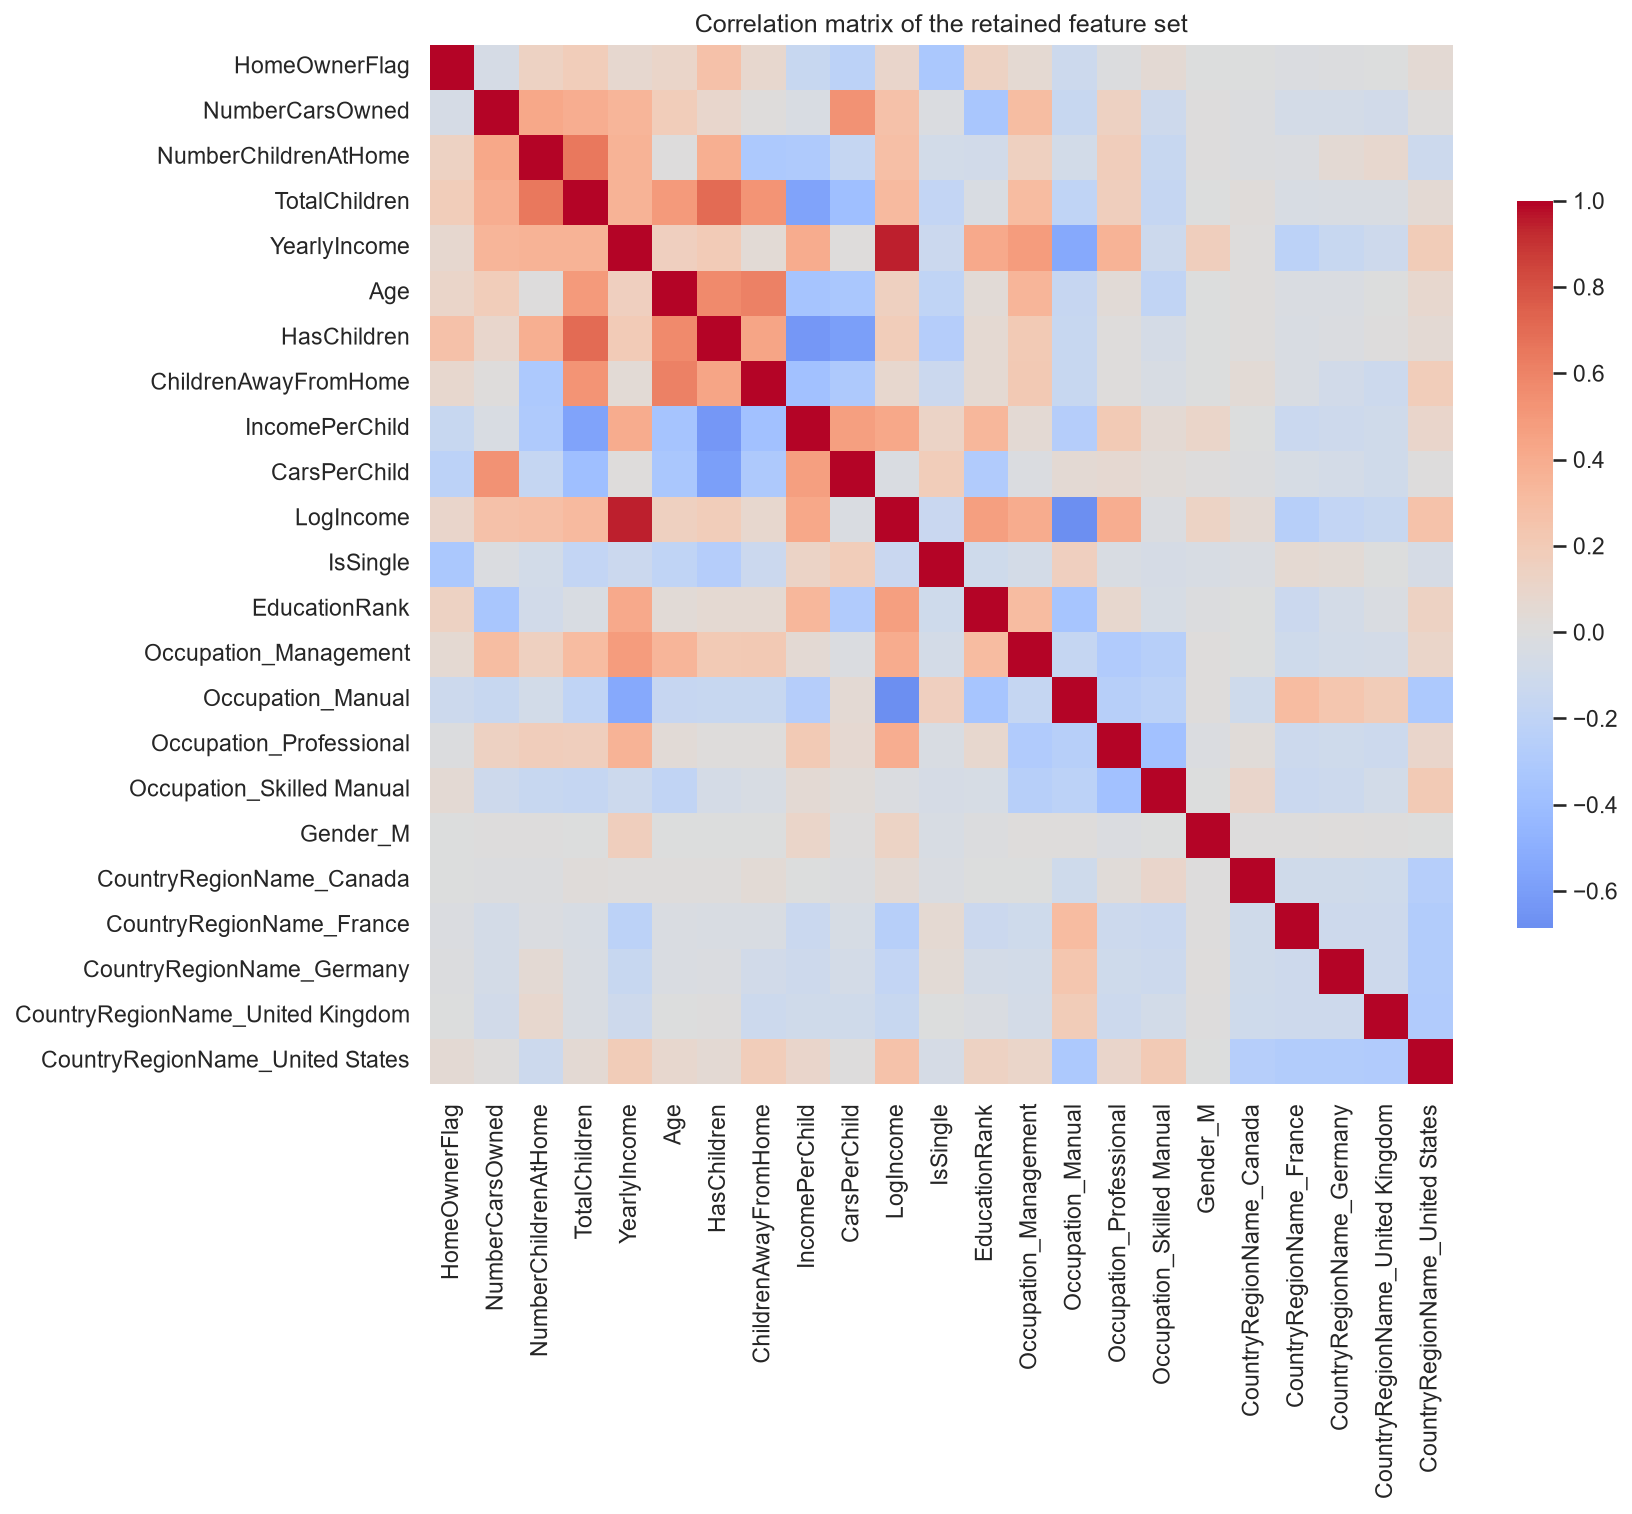 Correlation matrix of the retained feature set
HomeOwnerFlag
NumberCarsOwned
NumberChildrenAtHome
TotalChildren
YearlyIncome
Age
HasChildren
ChildrenAwayFromHome
IncomePerChild
CarsPerChild
LogIncome
IsSingle
EducationRank
Occupation_Management
Occupation_Manual
Occupation_Professional
Occupation_Skilled Manual
Gender_M
CountryRegionName_Canada
CountryRegionName_France
CountryRegionName_Germany
CountryRegionName_United Kingdom
CountryRegionName_United States
HomeOwnerFlag
NumberCarsOwned
NumberChildrenAtHome
TotalChildren
YearlyIncome
Age
HasChildren
ChildrenAwayFromHome
IncomePerChild
CarsPerChild
LogIncome
IsSingle
EducationRank
Occupation_Management
Occupation_Manual
Occupation_Professional
Occupation_Skilled Manual
Gender_M
CountryRegionName_Canada
CountryRegionName_France
CountryRegionName_Germany
CountryRegionName_United Kingdom
CountryRegionName_United States
1.0
0.8
0.6
0.4
0.2
0.0
−0.2
−0.4
−0.6